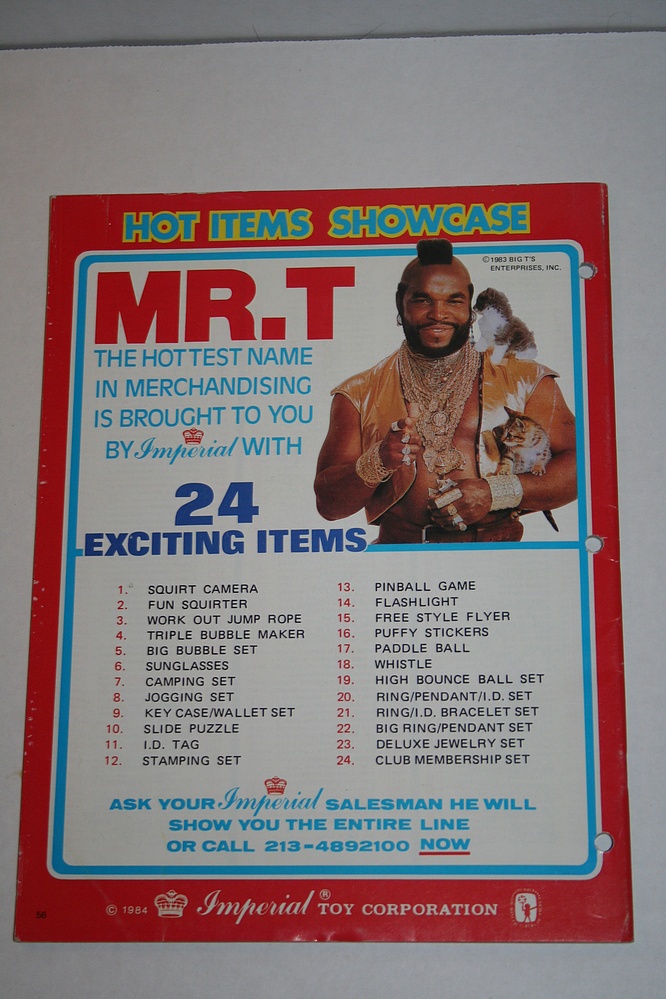 HOT ITEMS SHOWCASE
©1983 BIG T'S
ENTERPRISES, INC.
MR.T
THE HOTTEST NAME
IN MERCHANDISING
IS BROUGHT TO YOU
BY Imperial WITH
24
EXCITING ITEMS
1. SQUIRT CAMERA
2. FUN SQUIRTER
3. WORK OUT JUMP ROPE
4. TRIPLE BUBBLE MAKER
5. BIG BUBBLE SET
6. SUNGLASSES
7. CAMPING SET
8. JOGGING SET
9. KEY CASE/WALLET SET
10. SLIDE PUZZLE
11. I.D. TAG
12. STAMPING SET
13. PINBALL GAME
14. FLASHLIGHT
15. FREE STYLE FLYER
16. PUFFY STICKERS
17. PADDLE BALL
18. WHISTLE
19. HIGH BOUNCE BALL SET
20. RING/PENDANT/I.D. SET
21. RING/I.D. BRACELET SET
22. BIG RING/PENDANT SET
23. DELUXE JEWELRY SET
24. CLUB MEMBERSHIP SET
ASK YOUR Imperial SALESMAN HE WILL
SHOW YOU THE ENTIRE LINE
OR CALL 213-4892100 NOW
56
© 1984 Imperial ® TOY CORPORATION